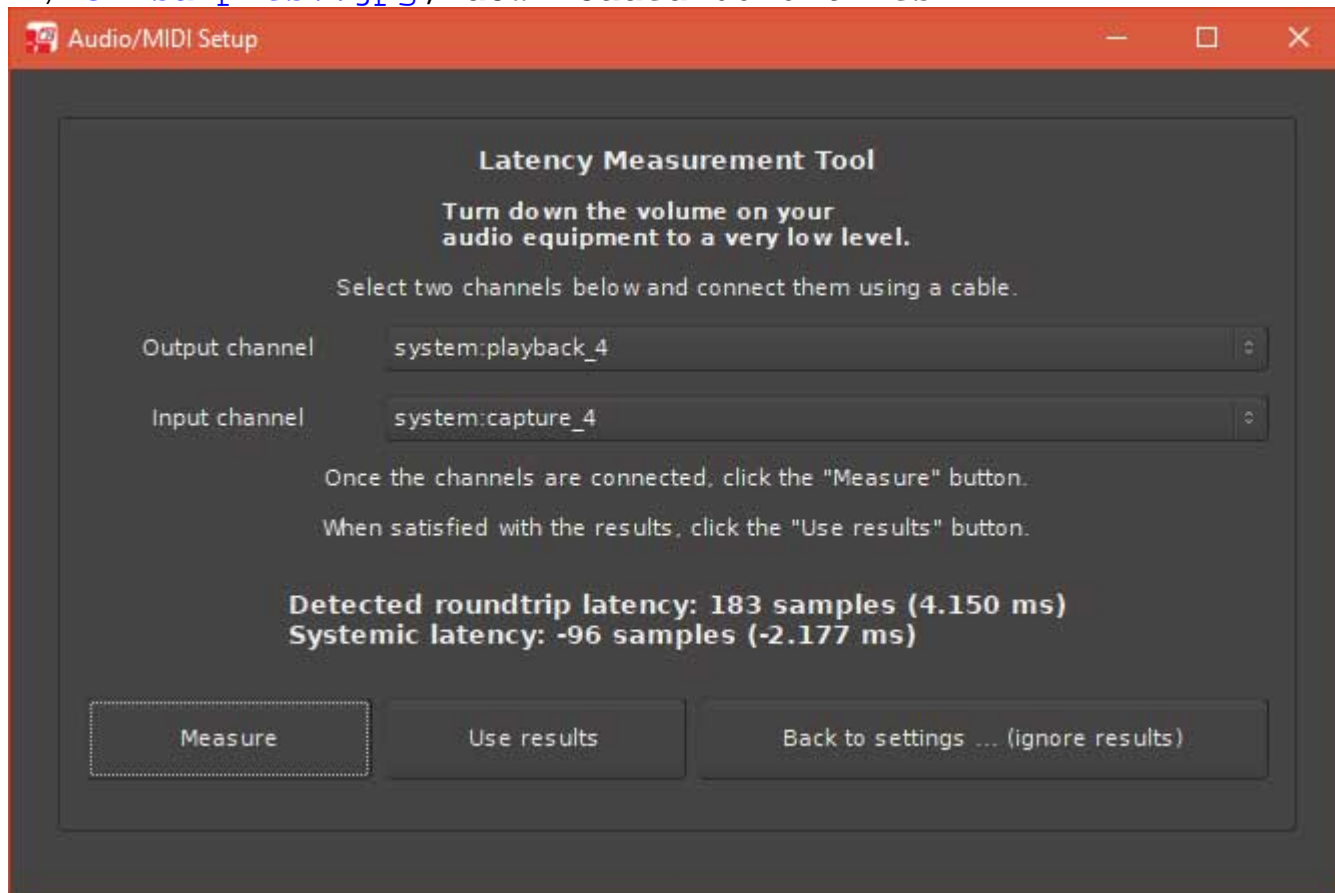 Audio/MIDI Setup
Latency Measurement Tool
Turn down the volume on your
audio equipment to a very low level.
Select two channels below and connect them using a cable.
Output channel system:playback_4
Input channel system:capture_4
Once the channels are connected, click the "Measure" button.
When satisfied with the results, click the "Use results" button.
Detected roundtrip latency: 183 samples (4.150 ms)
Systemic latency: -96 samples (-2.177 ms)
Measure Use results Back to settings ... (ignore results)